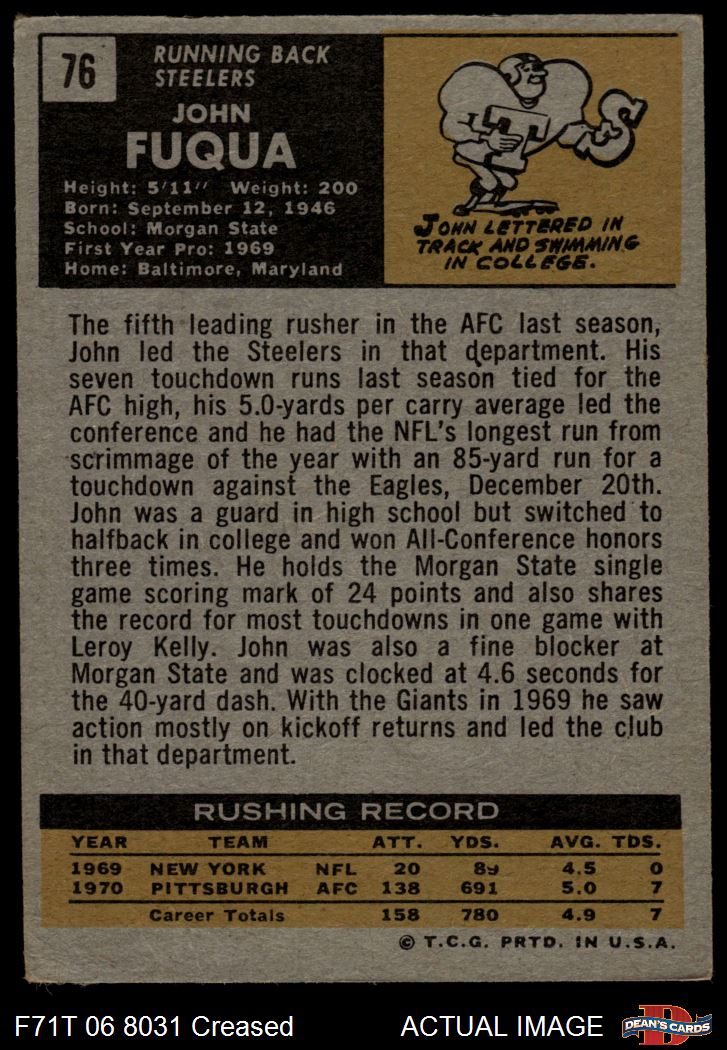 76
RUNNING BACK
STEELERS
JOHN
FUQUA
Height: 5'11" Weight: 200
Born: September 12, 1946
School: Morgan State
First Year Pro: 1969
Home: Baltimore, Maryland
T
S
JOHN LETTERED IN
TRACK AND SWIMMING
IN COLLEGE.
The fifth leading rusher in the AFC last season,
John led the Steelers in that department. His
seven touchdown runs last season tied for the
AFC high, his 5.0-yards per carry average led the
conference and he had the NFL's longest run from
scrimmage of the year with an 85-yard run for a
touchdown against the Eagles, December 20th.
John was a guard in high school but switched to
halfback in college and won All-Conference honors
three times. He holds the Morgan State single
game scoring mark of 24 points and also shares
the record for most touchdowns in one game with
Leroy Kelly. John was also a fine blocker at
Morgan State and was clocked at 4.6 seconds for
the 40-yard dash. With the Giants in 1969 he saw
action mostly on kickoff returns and led the club
in that department.
RUSHING RECORD
YEAR TEAM ATT. YDS. AVG. TDS.
1969 NEW YORK NFL 20 89 4.5 0
1970 PITTSBURGH AFC 138 691 5.0 7
Career Totals 158 780 4.9 7
© T.C.G. PRTD. IN U.S.A.
F71T 06 8031 Creased ACTUAL IMAGE
D
DEAN'S CARDS